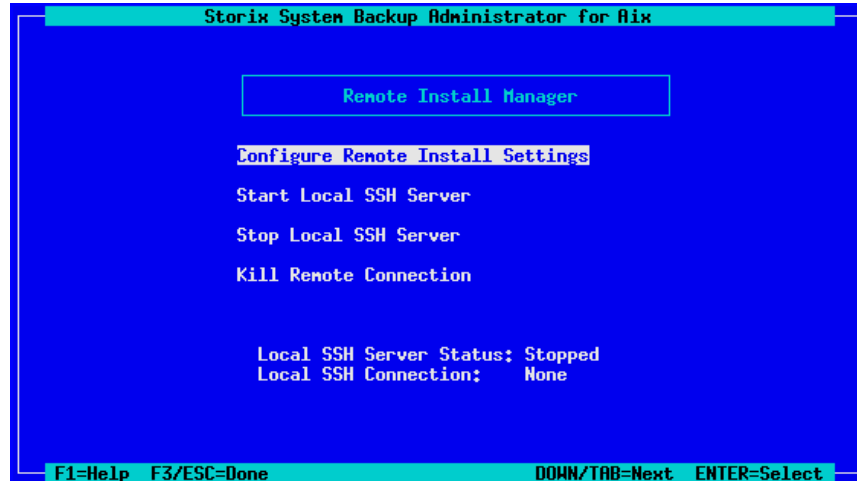 Storix System Backup Administrator for Aix
Remote Install Manager
Configure Remote Install Settings
Start Local SSH Server
Stop Local SSH Server
Kill Remote Connection
Local SSH Server Status: Stopped
Local SSH Connection: None
F1=Help F3/ESC=Done DOWN/TAB=Next ENTER=Select